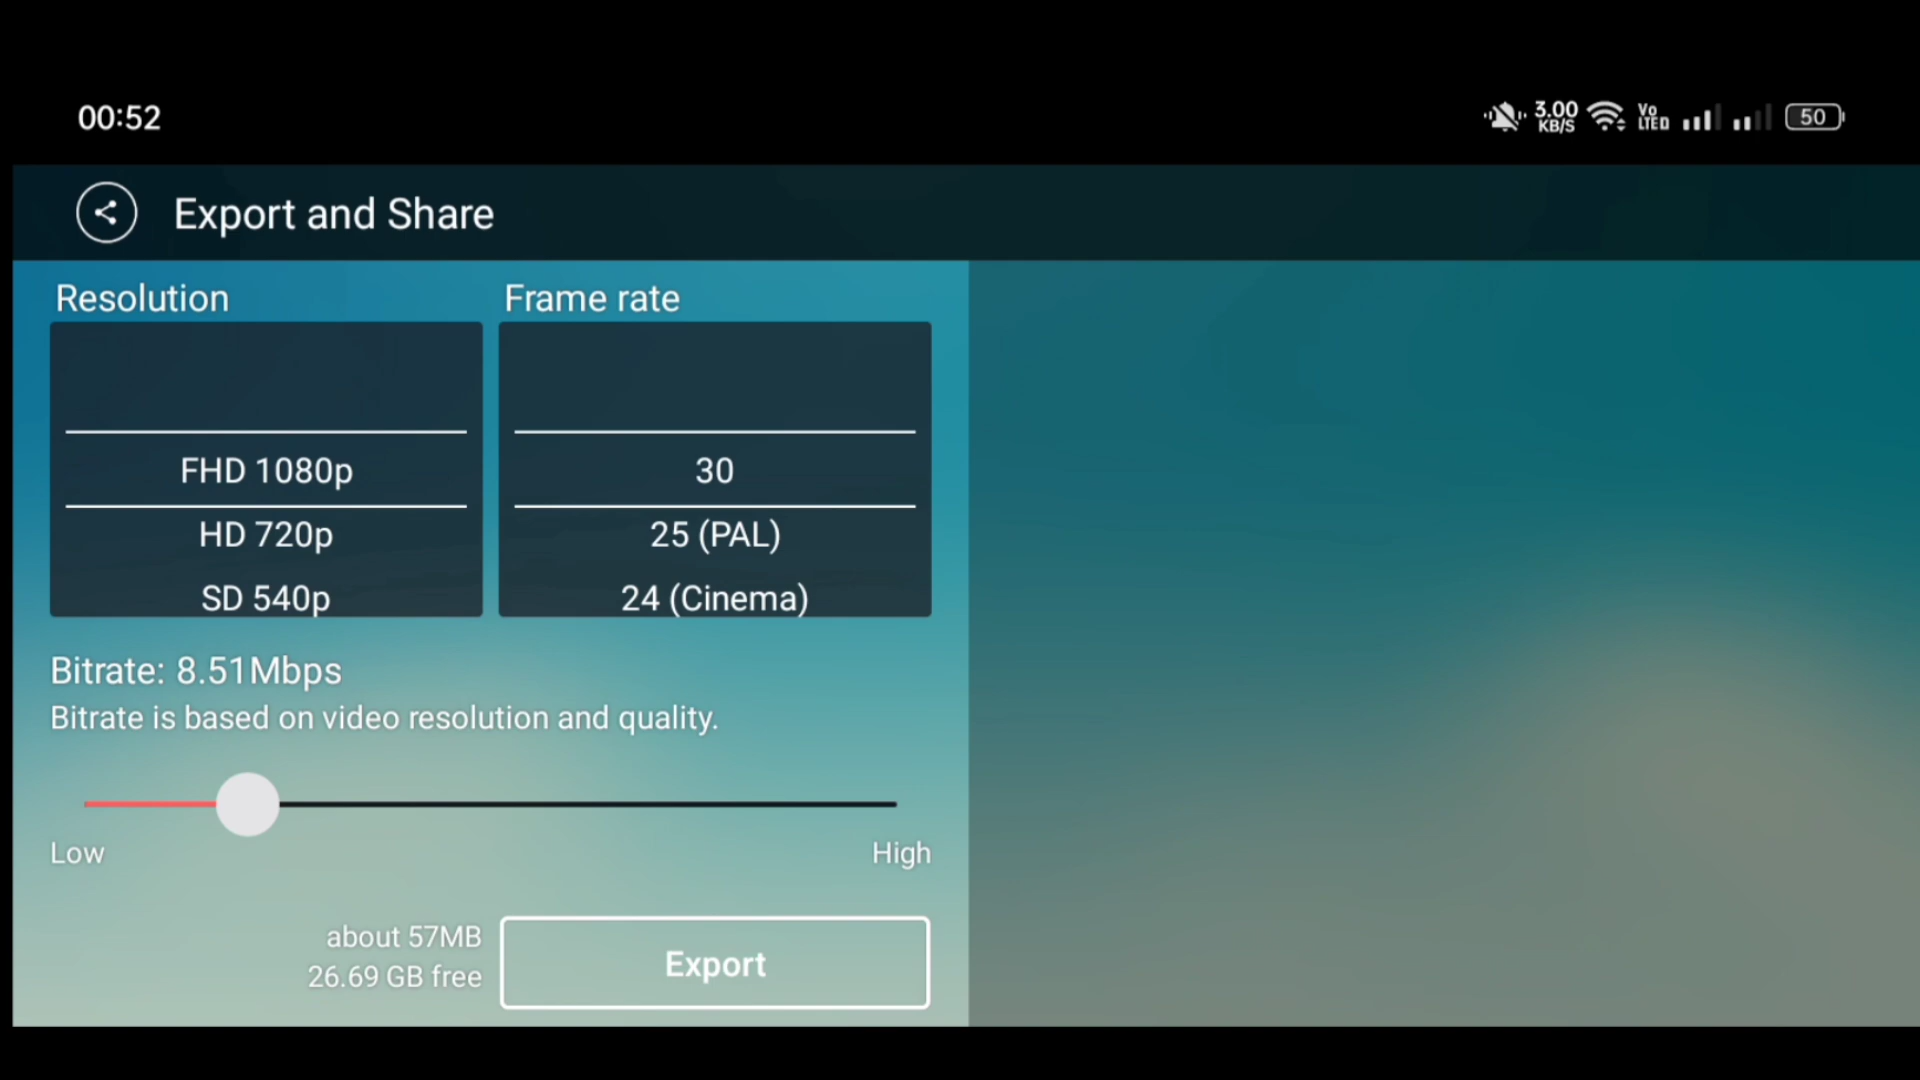 00:52
3.00
KB/S
Vo
LTED
50
Export and Share
Resolution
Frame rate
FHD 1080p
30
HD 720p
25 (PAL)
SD 540p
24 (Cinema)
Bitrate: 8.51Mbps
Bitrate is based on video resolution and quality.
Low
High
about 57MB
26.69 GB free
Export